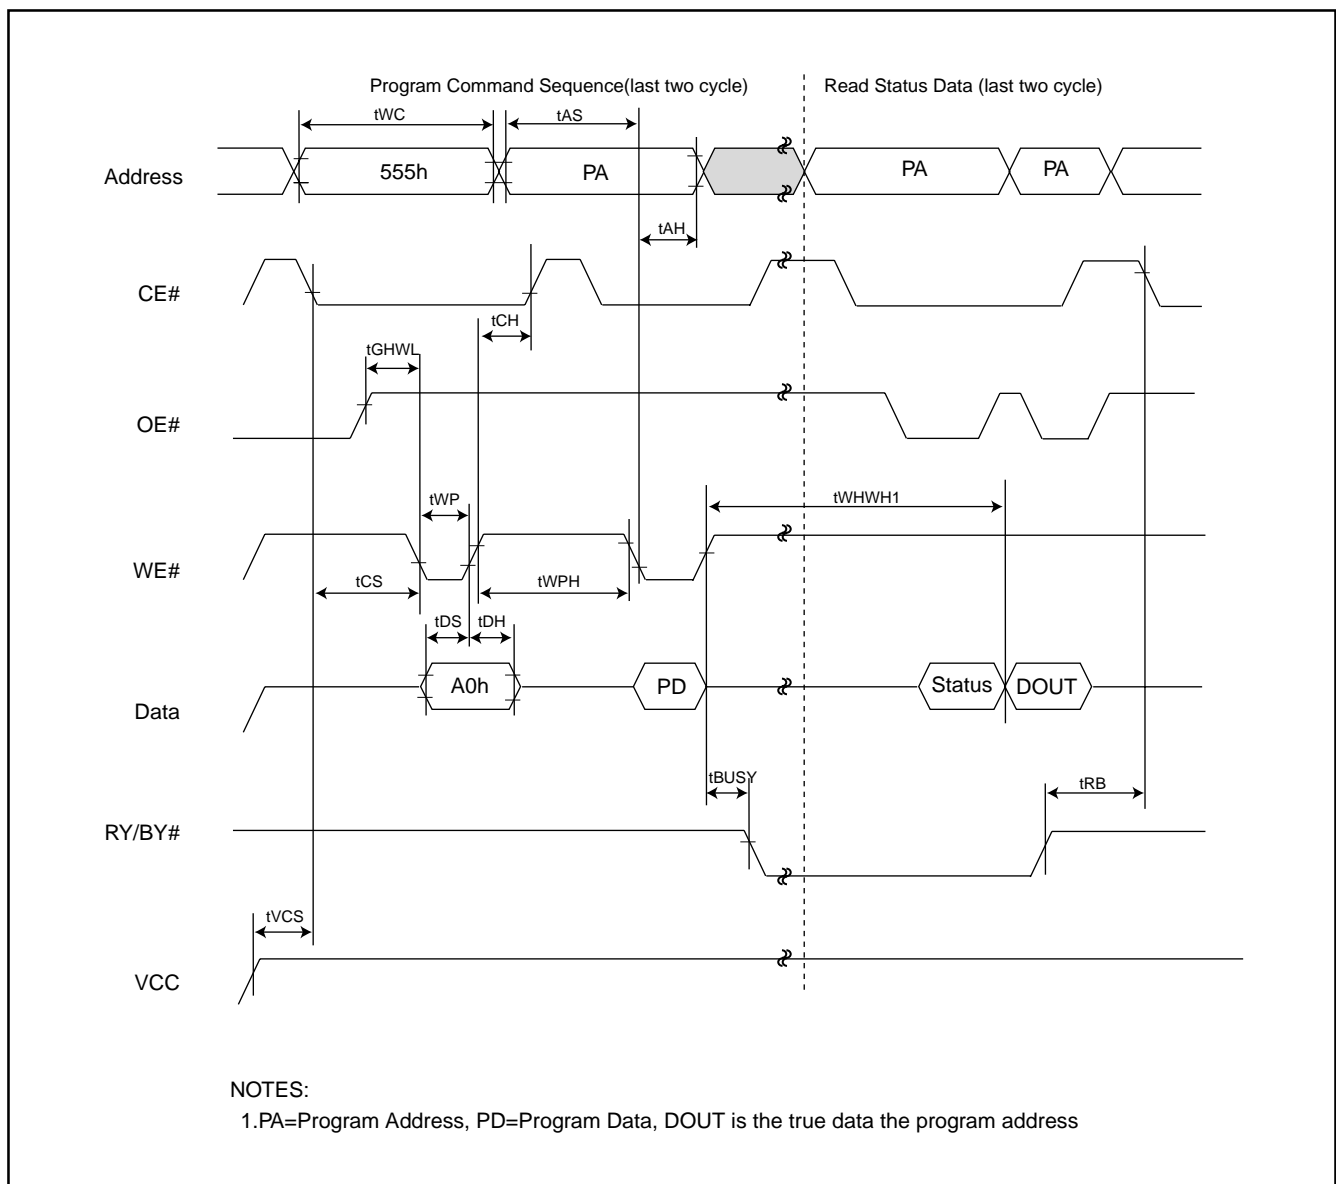 Program Command Sequence(last two cycle) Read Status Data (last two cycle)
tWC tAS
Address 555h PA PA PA
tAH
CE#
tCH
tGHWL
OE#
tWP tWHWH1
WE#
tCS tWPH
tDS tDH
Data A0h PD Status DOUT
tBUSY tRB
RY/BY#
tVCS
VCC
NOTES:
1.PA=Program Address, PD=Program Data, DOUT is the true data the program address